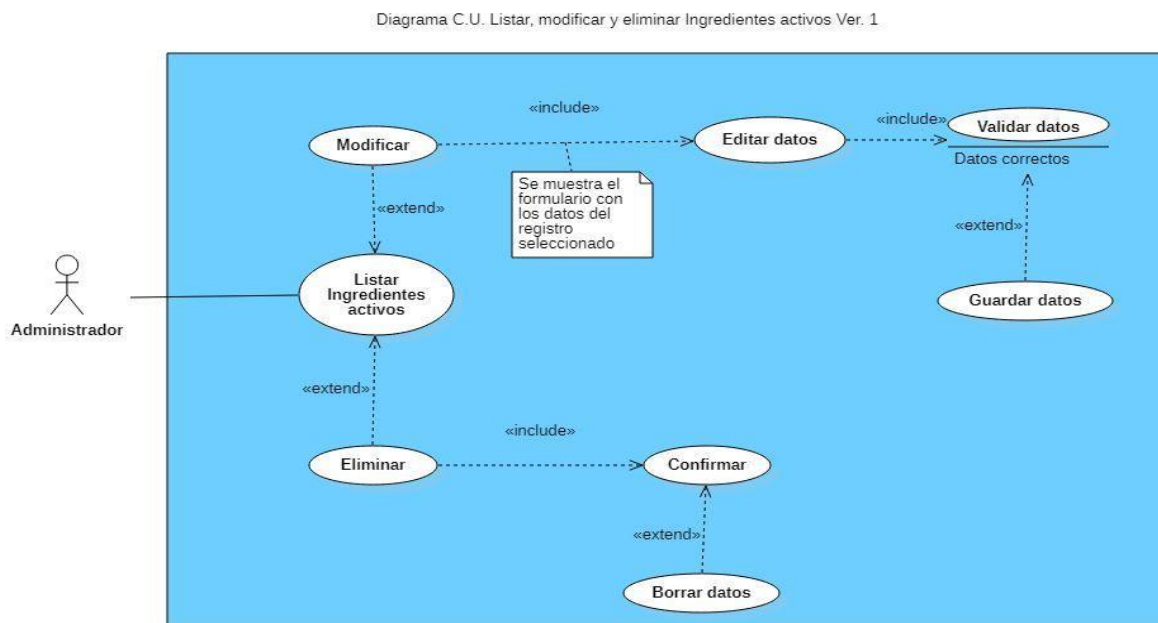 Diagrama C.U. Listar, modificar y eliminar Ingredientes activos Ver. 1
«include»
«include»
Modificar
Editar datos
Validar datos
Datos correctos
Se muestra el
formulario con
los datos del
registro
seleccionado
«extend»
«extend»
Listar
Ingredientes
activos
Guardar datos
Administrador
«extend»
«include»
Eliminar
Confirmar
«extend»
Borrar datos